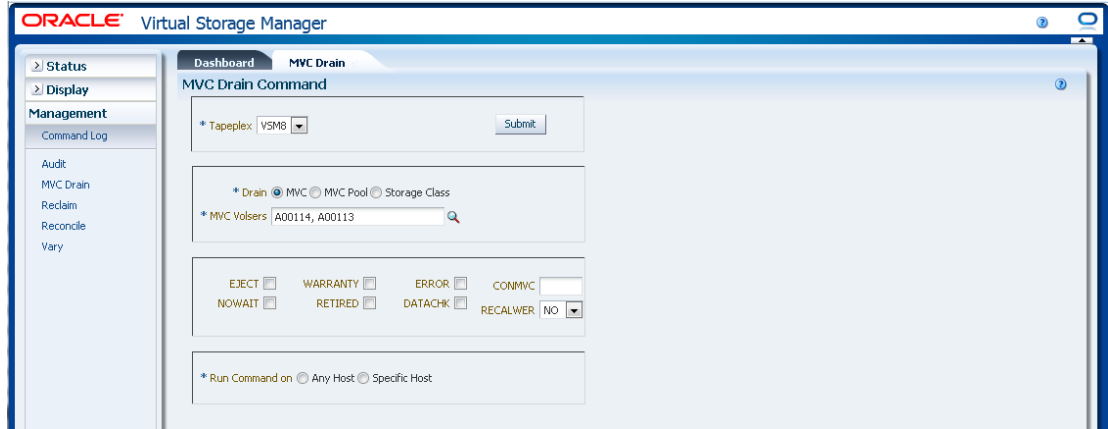 ORACLE Virtual Storage Manager
Status
Display
Management
Command Log
Audit
MVC Drain
Reclaim
Reconcile
Vary
Dashboard MVC Drain
MVC Drain Command
* Tapeplex VSM8 Submit
* Drain MVC MVC Pool Storage Class
* MVC Volsers A00114, A00113
EJECT WARRANTY ERROR CONMVC
NOWAIT RETIRED DATACHK RECALWER NO
* Run Command on Any Host Specific Host